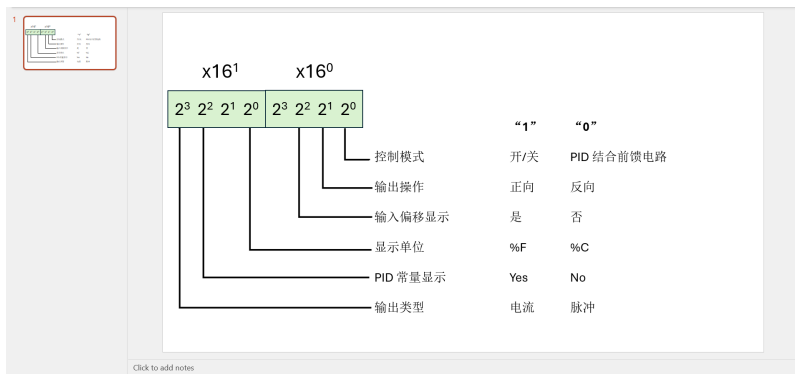 1
x16¹ x16⁰
2³ 2² 2¹ 2⁰ 2³ 2² 2¹ 2⁰
“1” “0”
控制模式 开/关 PID 结合前馈电路
输出操作 正向 反向
输入偏移显示 是 否
显示单位 %F %C
PID 常量显示 Yes No
输出类型 电流 脉冲
Click to add notes